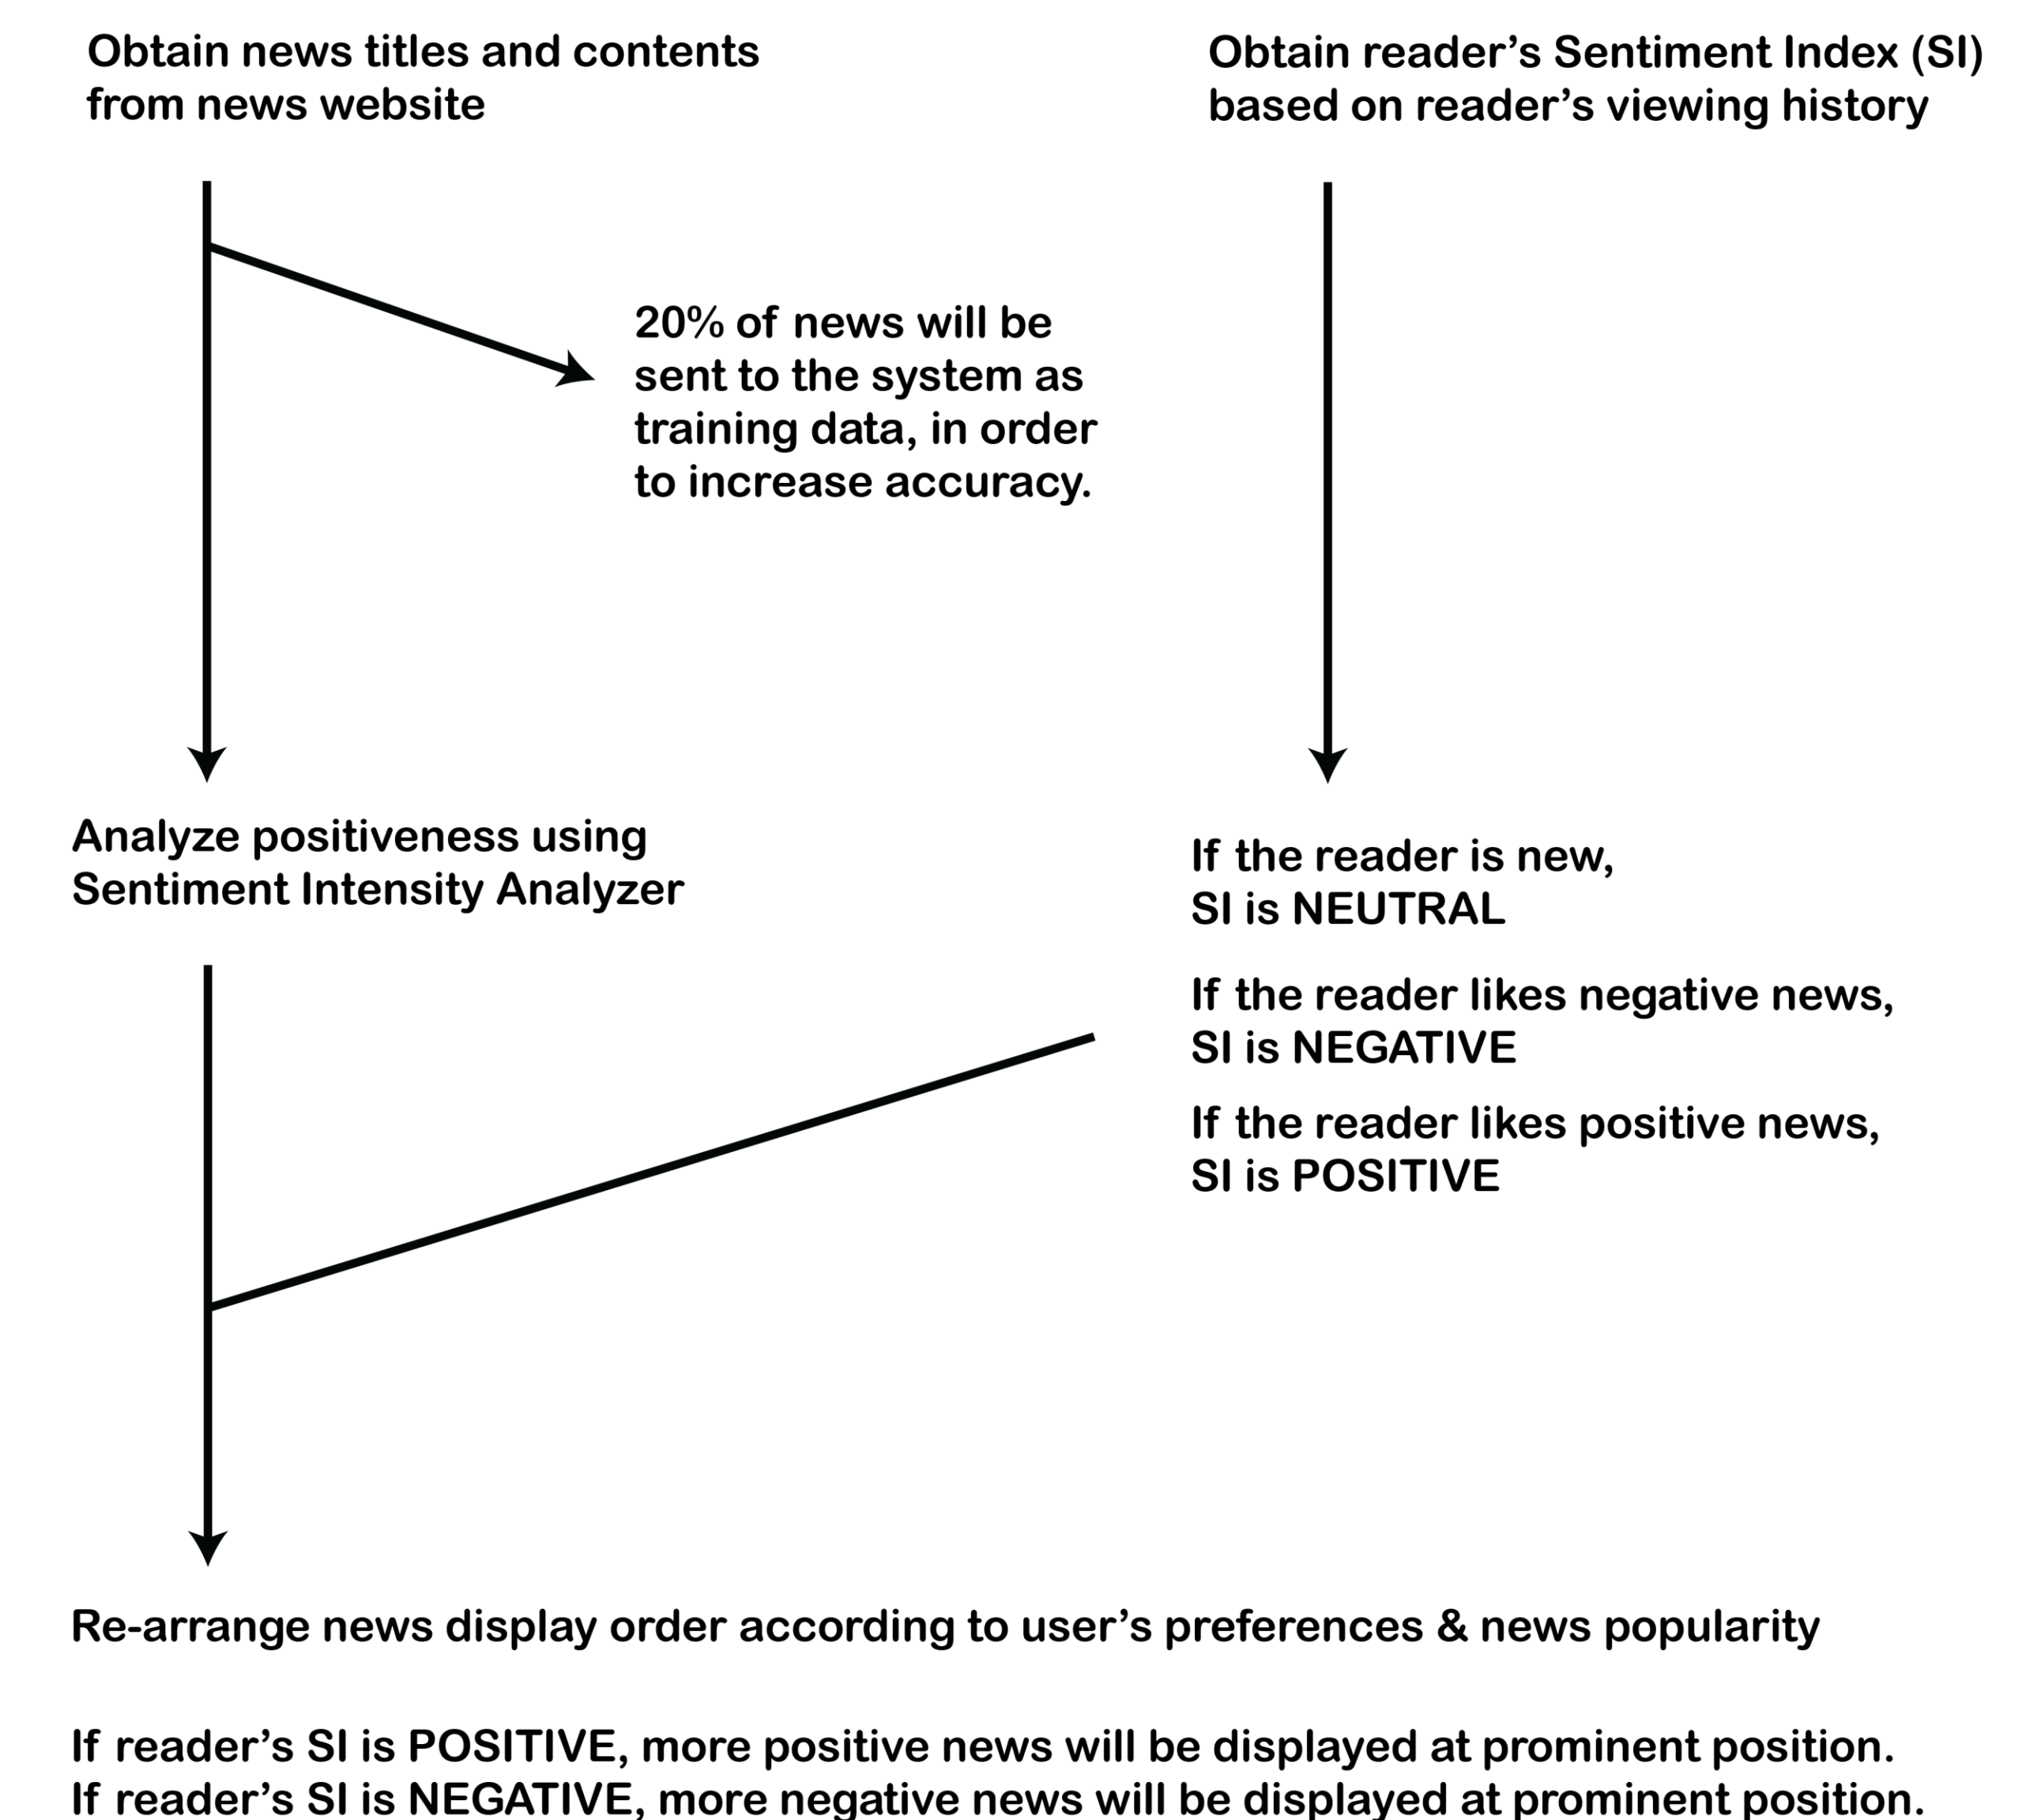 Obtain news titles and contents
from news website
Obtain reader’s Sentiment Index (SI)
based on reader’s viewing history
20% of news will be
sent to the system as
training data, in order
to increase accuracy.
Analyze positiveness using
Sentiment Intensity Analyzer
If the reader is new,
SI is NEUTRAL
If the reader likes negative news,
SI is NEGATIVE
If the reader likes positive news,
SI is POSITIVE
Re-arrange news display order according to user’s preferences & news popularity
If reader’s SI is POSITIVE, more positive news will be displayed at prominent position.
If reader’s SI is NEGATIVE, more negative news will be displayed at prominent position.